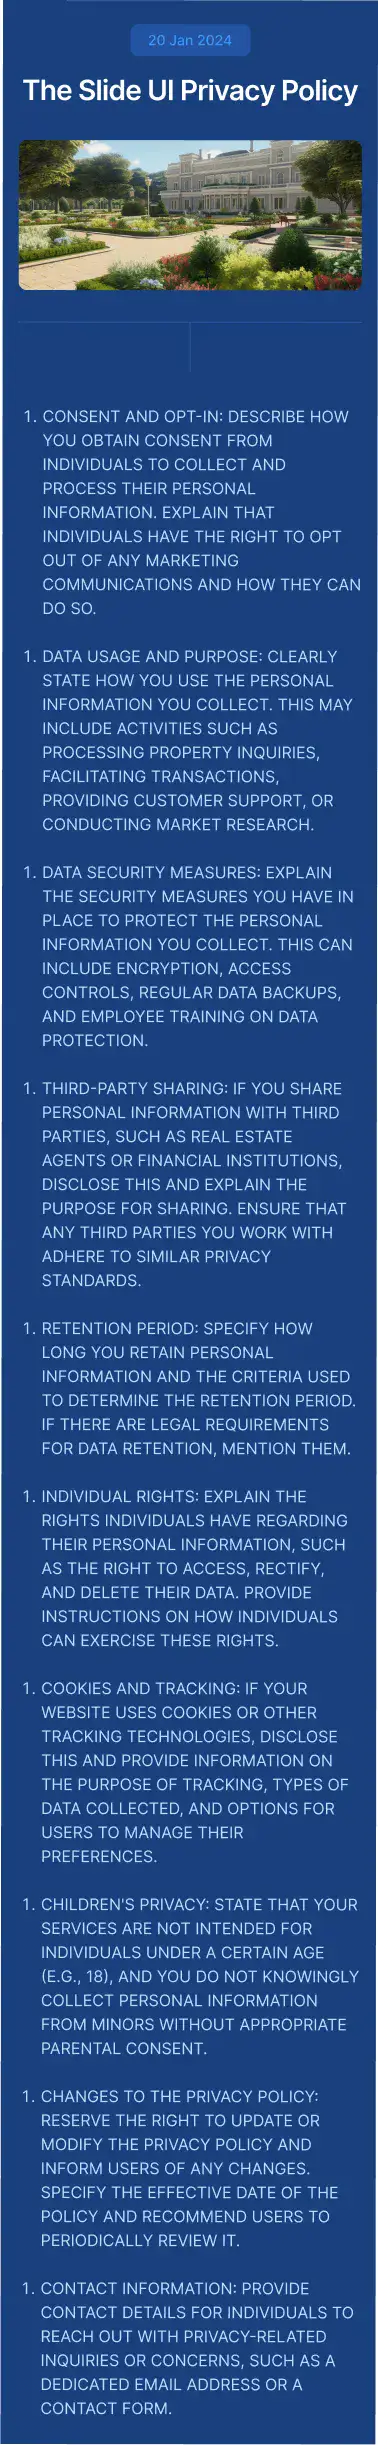 20 Jan 2024
The Slide UI Privacy Policy
1. CONSENT AND OPT-IN: DESCRIBE HOW
YOU OBTAIN CONSENT FROM
INDIVIDUALS TO COLLECT AND
PROCESS THEIR PERSONAL
INFORMATION. EXPLAIN THAT
INDIVIDUALS HAVE THE RIGHT TO OPT
OUT OF ANY MARKETING
COMMUNICATIONS AND HOW THEY CAN
DO SO.
1. DATA USAGE AND PURPOSE: CLEARLY
STATE HOW YOU USE THE PERSONAL
INFORMATION YOU COLLECT. THIS MAY
INCLUDE ACTIVITIES SUCH AS
PROCESSING PROPERTY INQUIRIES,
FACILITATING TRANSACTIONS,
PROVIDING CUSTOMER SUPPORT, OR
CONDUCTING MARKET RESEARCH.
1. DATA SECURITY MEASURES: EXPLAIN
THE SECURITY MEASURES YOU HAVE IN
PLACE TO PROTECT THE PERSONAL
INFORMATION YOU COLLECT. THIS CAN
INCLUDE ENCRYPTION, ACCESS
CONTROLS, REGULAR DATA BACKUPS,
AND EMPLOYEE TRAINING ON DATA
PROTECTION.
1. THIRD-PARTY SHARING: IF YOU SHARE
PERSONAL INFORMATION WITH THIRD
PARTIES, SUCH AS REAL ESTATE
AGENTS OR FINANCIAL INSTITUTIONS,
DISCLOSE THIS AND EXPLAIN THE
PURPOSE FOR SHARING. ENSURE THAT
ANY THIRD PARTIES YOU WORK WITH
ADHERE TO SIMILAR PRIVACY
STANDARDS.
1. RETENTION PERIOD: SPECIFY HOW
LONG YOU RETAIN PERSONAL
INFORMATION AND THE CRITERIA USED
TO DETERMINE THE RETENTION PERIOD.
IF THERE ARE LEGAL REQUIREMENTS
FOR DATA RETENTION, MENTION THEM.
1. INDIVIDUAL RIGHTS: EXPLAIN THE
RIGHTS INDIVIDUALS HAVE REGARDING
THEIR PERSONAL INFORMATION, SUCH
AS THE RIGHT TO ACCESS, RECTIFY,
AND DELETE THEIR DATA. PROVIDE
INSTRUCTIONS ON HOW INDIVIDUALS
CAN EXERCISE THESE RIGHTS.
1. COOKIES AND TRACKING: IF YOUR
WEBSITE USES COOKIES OR OTHER
TRACKING TECHNOLOGIES, DISCLOSE
THIS AND PROVIDE INFORMATION ON
THE PURPOSE OF TRACKING, TYPES OF
DATA COLLECTED, AND OPTIONS FOR
USERS TO MANAGE THEIR
PREFERENCES.
1. CHILDREN'S PRIVACY: STATE THAT YOUR
SERVICES ARE NOT INTENDED FOR
INDIVIDUALS UNDER A CERTAIN AGE
(E.G., 18), AND YOU DO NOT KNOWINGLY
COLLECT PERSONAL INFORMATION
FROM MINORS WITHOUT APPROPRIATE
PARENTAL CONSENT.
1. CHANGES TO THE PRIVACY POLICY:
RESERVE THE RIGHT TO UPDATE OR
MODIFY THE PRIVACY POLICY AND
INFORM USERS OF ANY CHANGES.
SPECIFY THE EFFECTIVE DATE OF THE
POLICY AND RECOMMEND USERS TO
PERIODICALLY REVIEW IT.
1. CONTACT INFORMATION: PROVIDE
CONTACT DETAILS FOR INDIVIDUALS TO
REACH OUT WITH PRIVACY-RELATED
INQUIRIES OR CONCERNS, SUCH AS A
DEDICATED EMAIL ADDRESS OR A
CONTACT FORM.